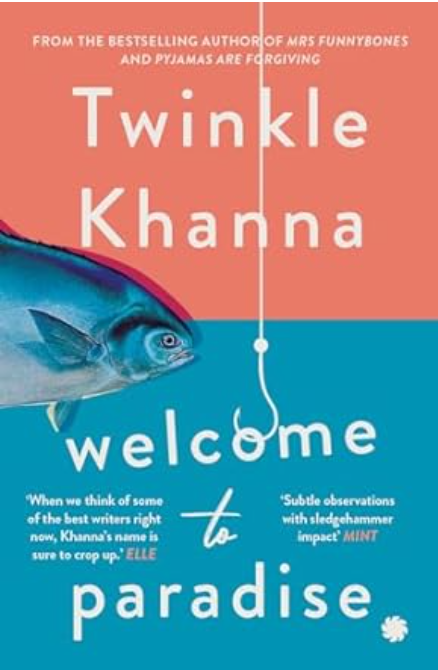 FROM THE BESTSELLING AUTHOR OF MRS FUNNYBONES
AND PYJAMAS ARE FORGIVING
Twinkle
Khanna
welcome
to
paradise
'When we think of some
of the best writers right
now, Khanna's name is
sure to crop up.' ELLE
'Subtle observations
with sledgehammer
impact' MINT